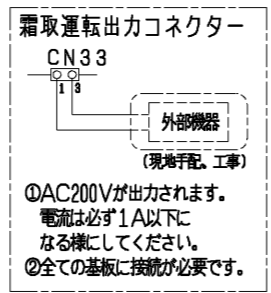 霜取運転出力コネクター
CN33
1 3
外部機器
(現地手配、工事)
①AC200Vが出力されます。
電流は必ず1A以下に
なる様にしてください。
②全ての基板に接続が必要です。